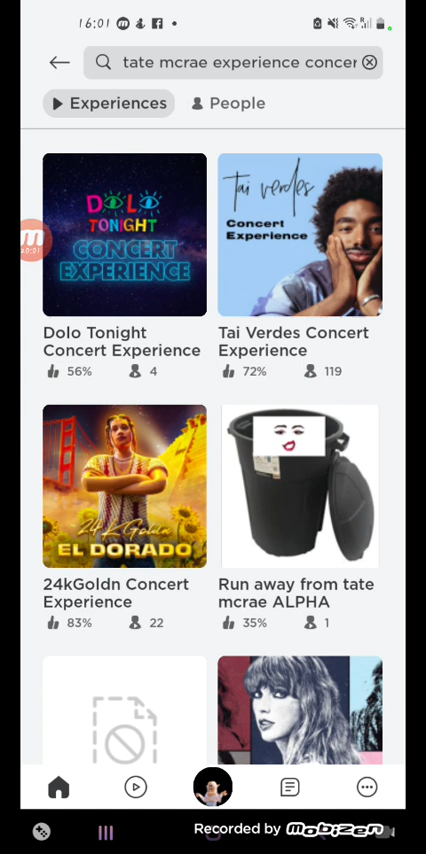 16:01
tate mcrae experience concer
Experiences
People
DOLO
TONIGHT
CONCERT
EXPERIENCE
tai verdes
Concert
Experience
Dolo Tonight
Concert Experience
56% 4
Tai Verdes Concert
Experience
72% 119
24KGoldn
EL DORADO
24kGoldn Concert
Experience
83% 22
Run away from tate
mcrae ALPHA
35% 1
Recorded by Mobizen